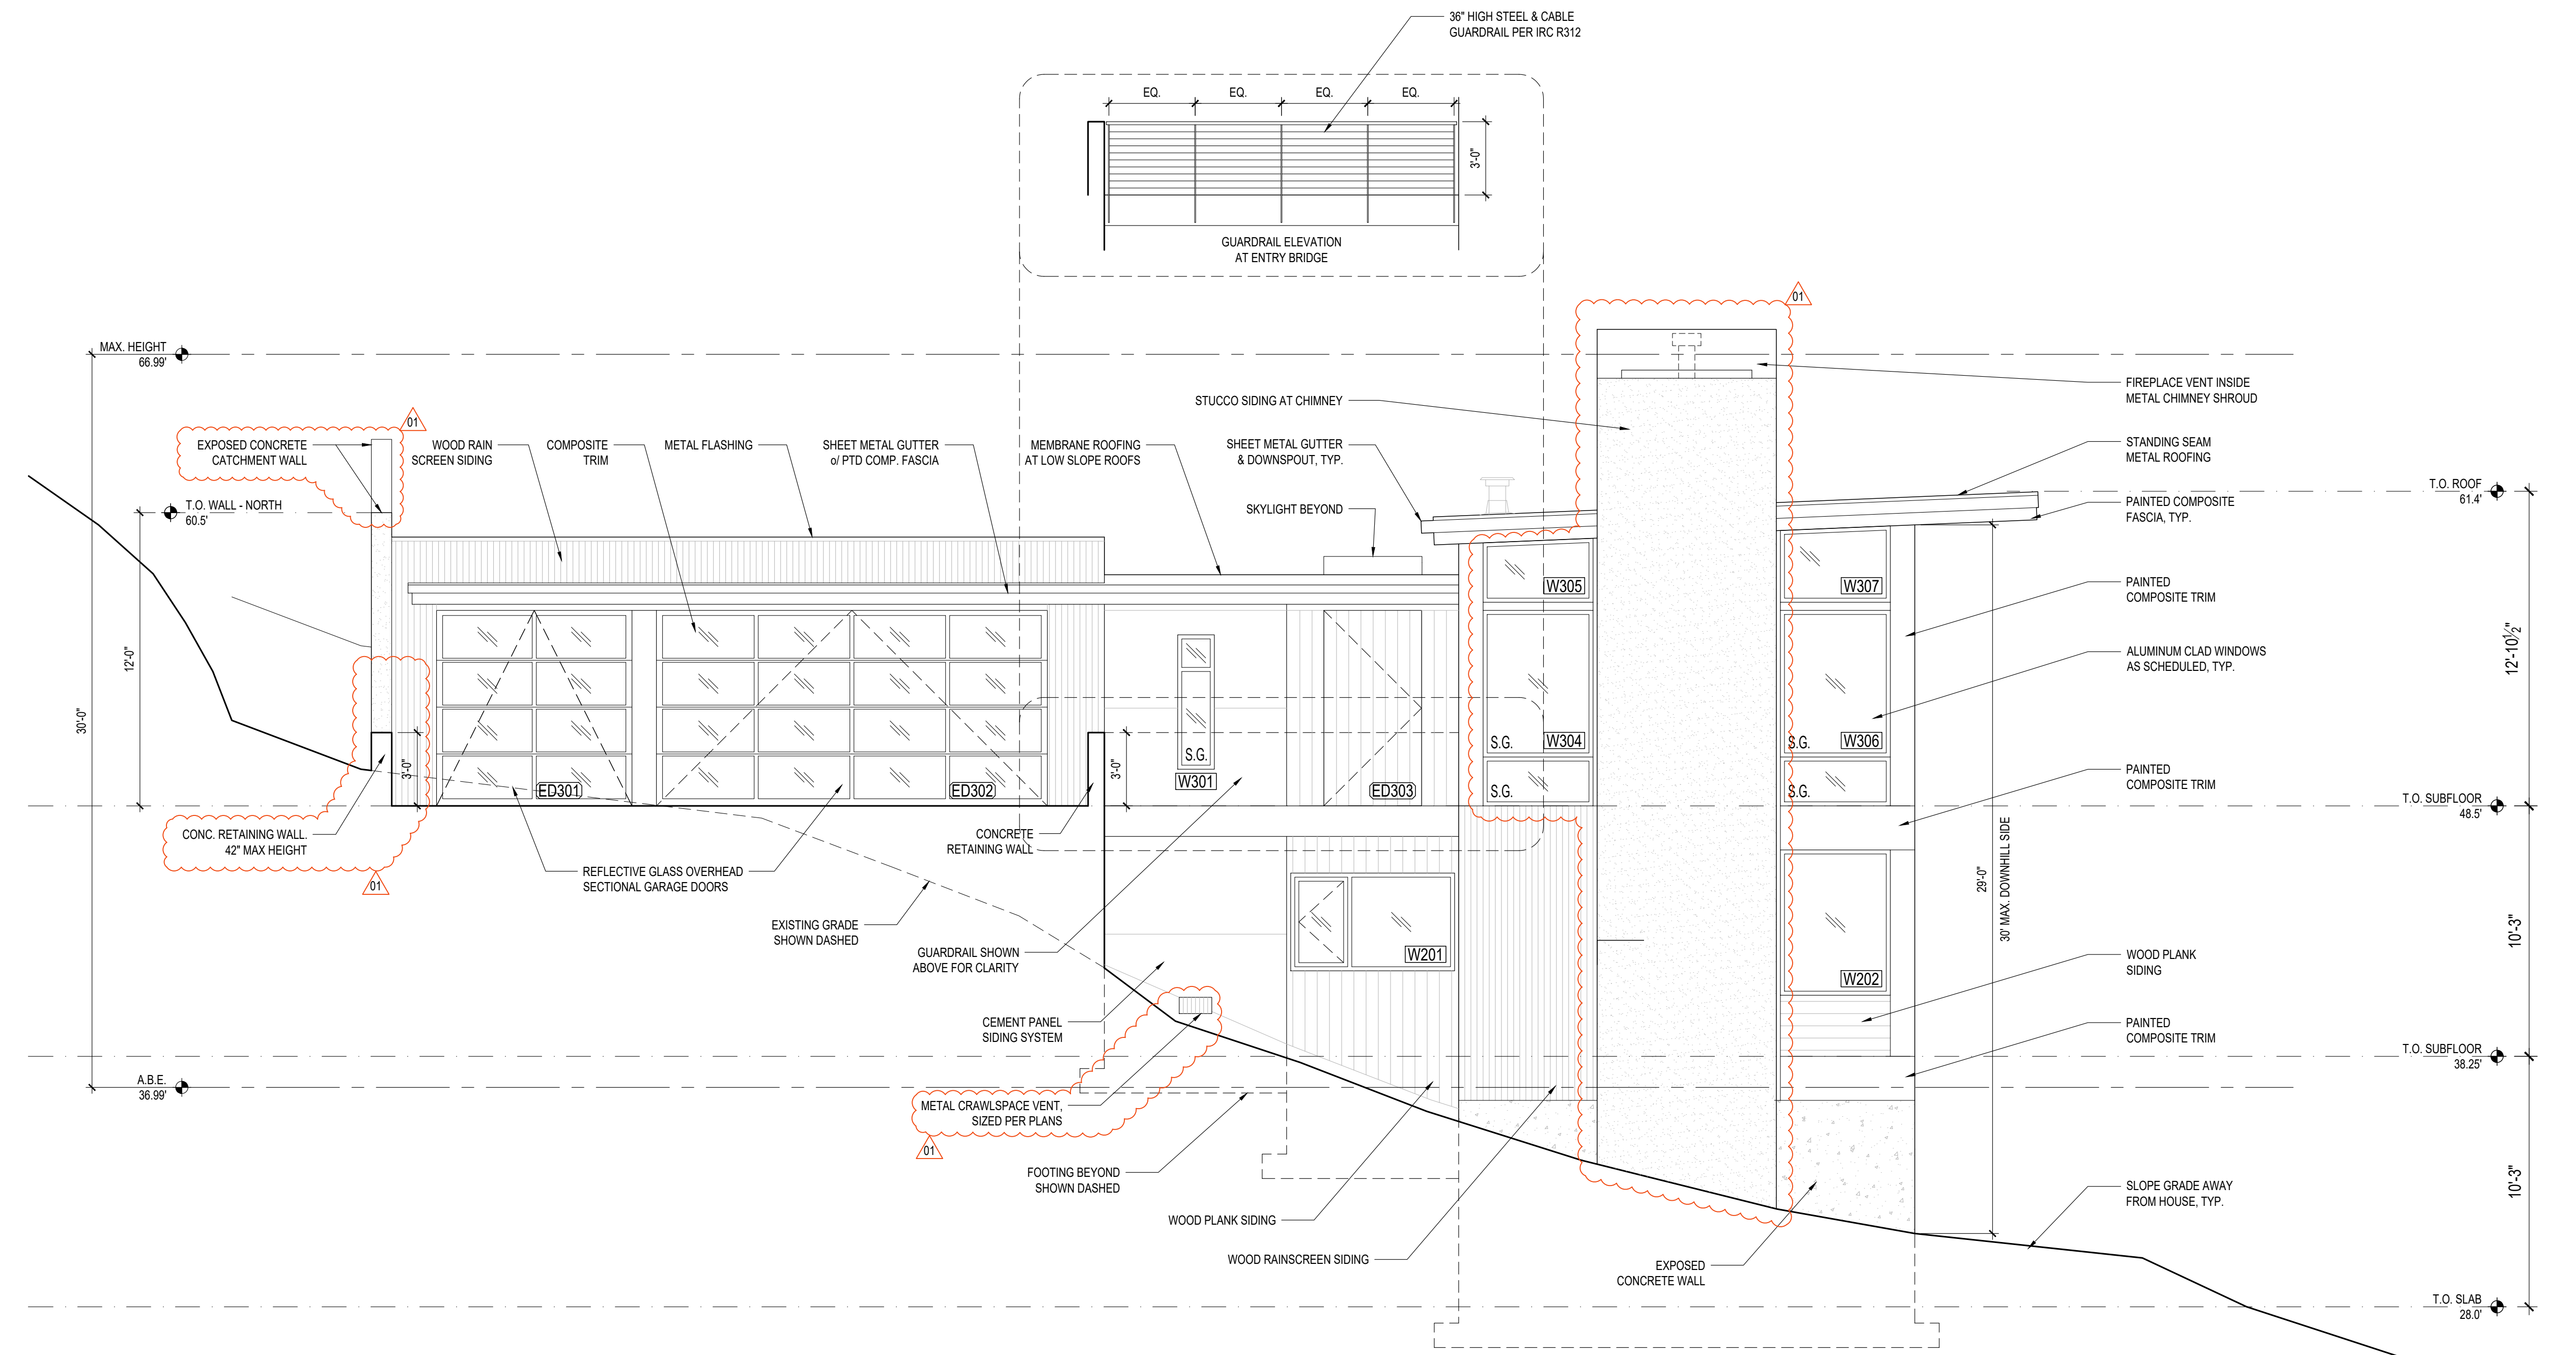 36" HIGH STEEL & CABLE
GUARDRAIL PER IRC R312
EQ.
EQ.
EQ.
EQ.
3'-0"
GUARDRAIL ELEVATION
AT ENTRY BRIDGE
01
MAX. HEIGHT
66.99'
FIREPLACE VENT INSIDE
METAL CHIMNEY SHROUD
STUCCO SIDING AT CHIMNEY
01
EXPOSED CONCRETE
CATCHMENT WALL
WOOD RAIN
SCREEN SIDING
COMPOSITE
TRIM
METAL FLASHING
SHEET METAL GUTTER
o/ PTD COMP. FASCIA
MEMBRANE ROOFING
AT LOW SLOPE ROOFS
SHEET METAL GUTTER
& DOWNSPOUT, TYP.
STANDING SEAM
METAL ROOFING
T.O. ROOF
61.4'
T.O. WALL - NORTH
60.5'
SKYLIGHT BEYOND
PAINTED COMPOSITE
FASCIA, TYP.
W305
W307
PAINTED
COMPOSITE TRIM
12'-0"
30'-0"
12'-10½"
ALUMINUM CLAD WINDOWS
AS SCHEDULED, TYP.
S.G.
W301
S.G.
W304
S.G.
W306
3'-0"
3'-0"
PAINTED
COMPOSITE TRIM
ED301
ED302
ED303
S.G.
S.G.
T.O. SUBFLOOR
48.5'
CONC. RETAINING WALL.
42" MAX HEIGHT
CONCRETE
RETAINING WALL
01
REFLECTIVE GLASS OVERHEAD
SECTIONAL GARAGE DOORS
29'-0"
30' MAX. DOWNHILL SIDE
EXISTING GRADE
SHOWN DASHED
GUARDRAIL SHOWN
ABOVE FOR CLARITY
W201
W202
10'-3"
WOOD PLANK
SIDING
CEMENT PANEL
SIDING SYSTEM
PAINTED
COMPOSITE TRIM
T.O. SUBFLOOR
38.25'
A.B.E.
36.99'
METAL CRAWLSPACE VENT,
SIZED PER PLANS
01
FOOTING BEYOND
SHOWN DASHED
SLOPE GRADE AWAY
FROM HOUSE, TYP.
10'-3"
WOOD PLANK SIDING
WOOD RAINSCREEN SIDING
EXPOSED
CONCRETE WALL
T.O. SLAB
28.0'